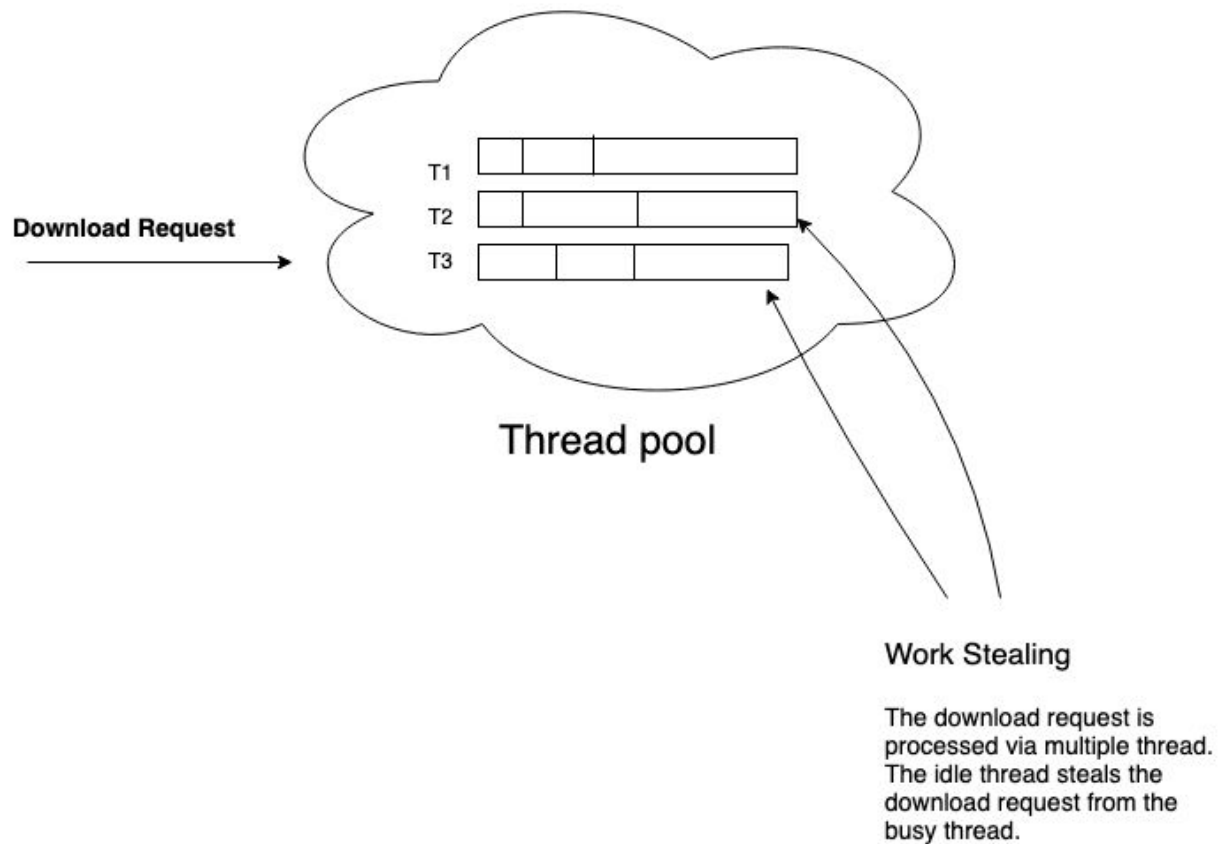 T1
T2
Download Request
T3
Thread pool
Work Stealing
The download request is
processed via multiple thread.
The idle thread steals the
download request from the
busy thread.